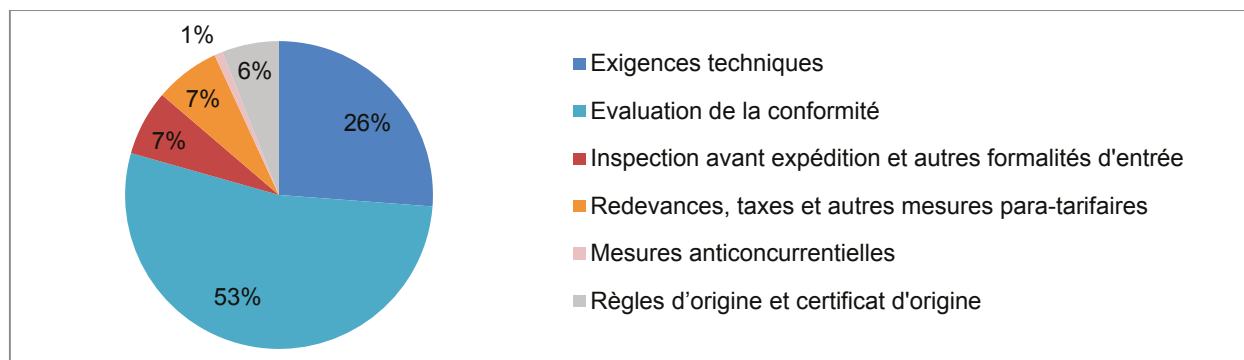 1%
6%
7%
26%
7%
53%
Exigences techniques
Evaluation de la conformité
Inspection avant expédition et autres formalités d'entrée
Redevances, taxes et autres mesures para-tarifaires
Mesures anticoncurrentielles
Règles d’origine et certificat d'origine